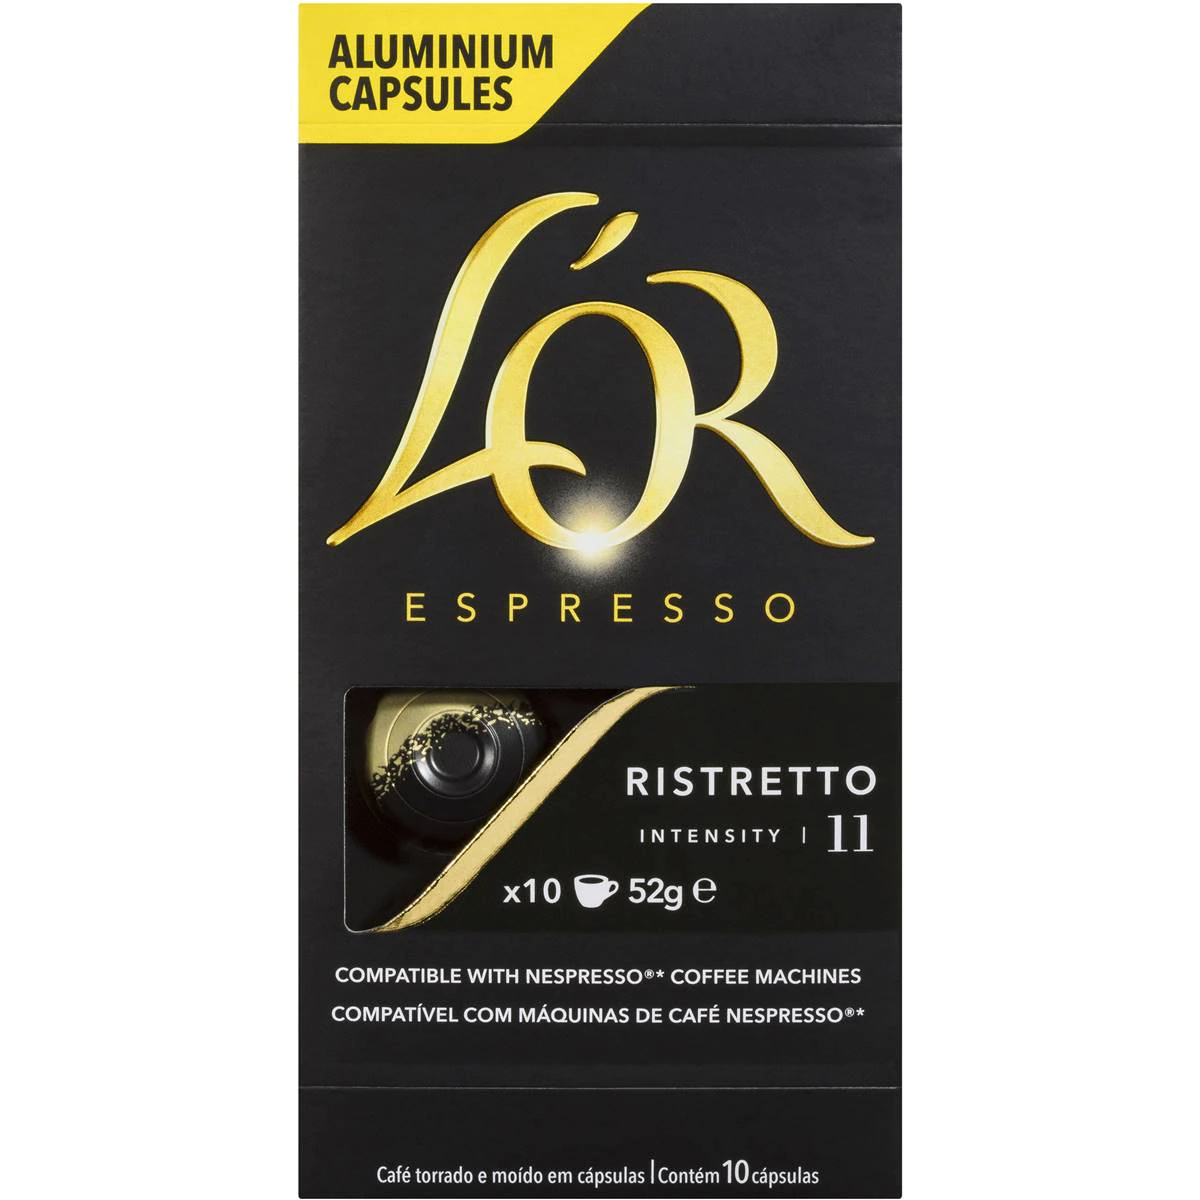 ALUMINIUM
CAPSULES
L'OR
ESPRESSO
RISTRETTO
INTENSITY | 11
x10 52g ℮
COMPATIBLE WITH NESPRESSO®* COFFEE MACHINES
COMPATÍVEL COM MÁQUINAS DE CAFÉ NESPRESSO®*
Café torrado e moído em cápsulas | Contém 10 cápsulas